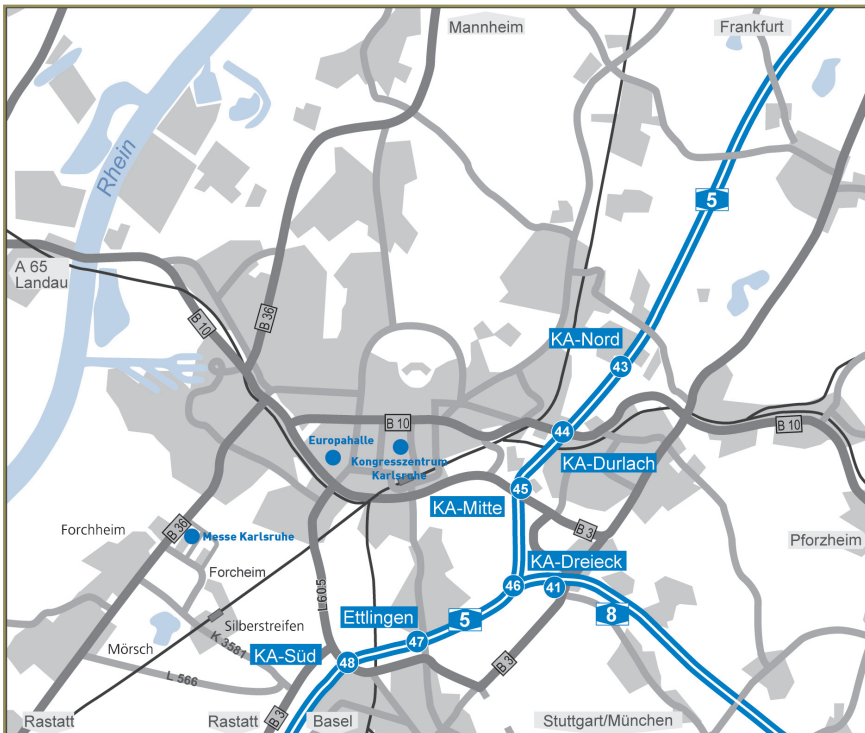 Mannheim
Frankfurt
Rhein
5
A 65
Landau
B 36
B 10
KA-Nord
43
B 10
44
B 10
Europahalle
Kongresszentrum
Karlsruhe
KA-Durlach
45
KA-Mitte
B 36
Forchheim
Messe Karlsruhe
B 3
Pforzheim
KA-Dreieck
Forcheim
46
41
L 605
Ettlingen
5
8
Silberstreifen
K 3581
Mörsch
47
KA-Süd
48
B 3
L 566
Rastatt
Rastatt
B 3
Basel
Stuttgart/München